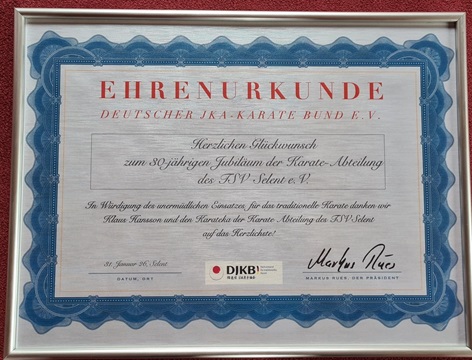 EHRENURKUNDE
DEUTSCHER JKA-KARATE BUND E.V.
Herzlichen Glückwunsch
zum 30-jährigen Jubiläum der Karate-Abteilung
des TSV-Selent e.V.
In Würdigung des unermüdlichen Einsatzes, für das traditionelle Karate danken wir
Klaus Hansson und den Karateka der Karate Abteilung des TSV-Selent
auf das Herzlichste!
31. Januar 26, Selent
DATUM, ORT
DJKB
Markus Rues
MARKUS RUES, DER PRÄSIDENT